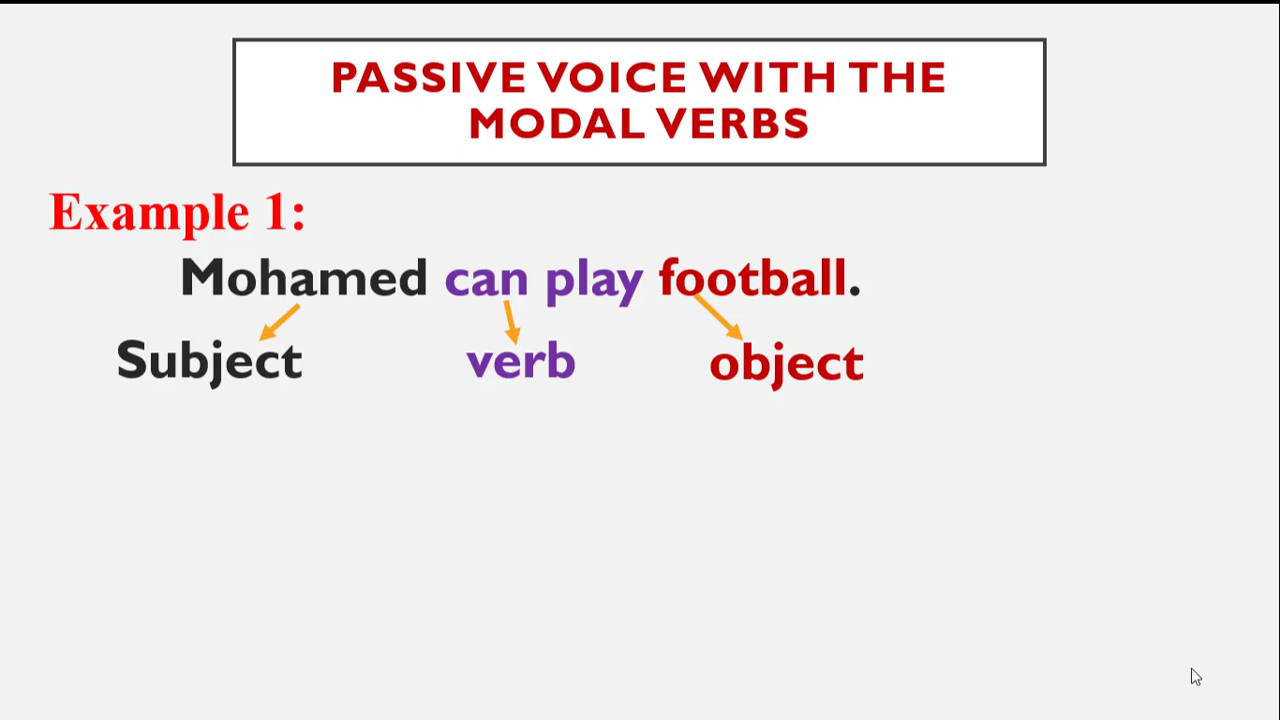 PASSIVE VOICE WITH THE
MODAL VERBS
Example 1:
Mohamed can play football.
Subject verb object